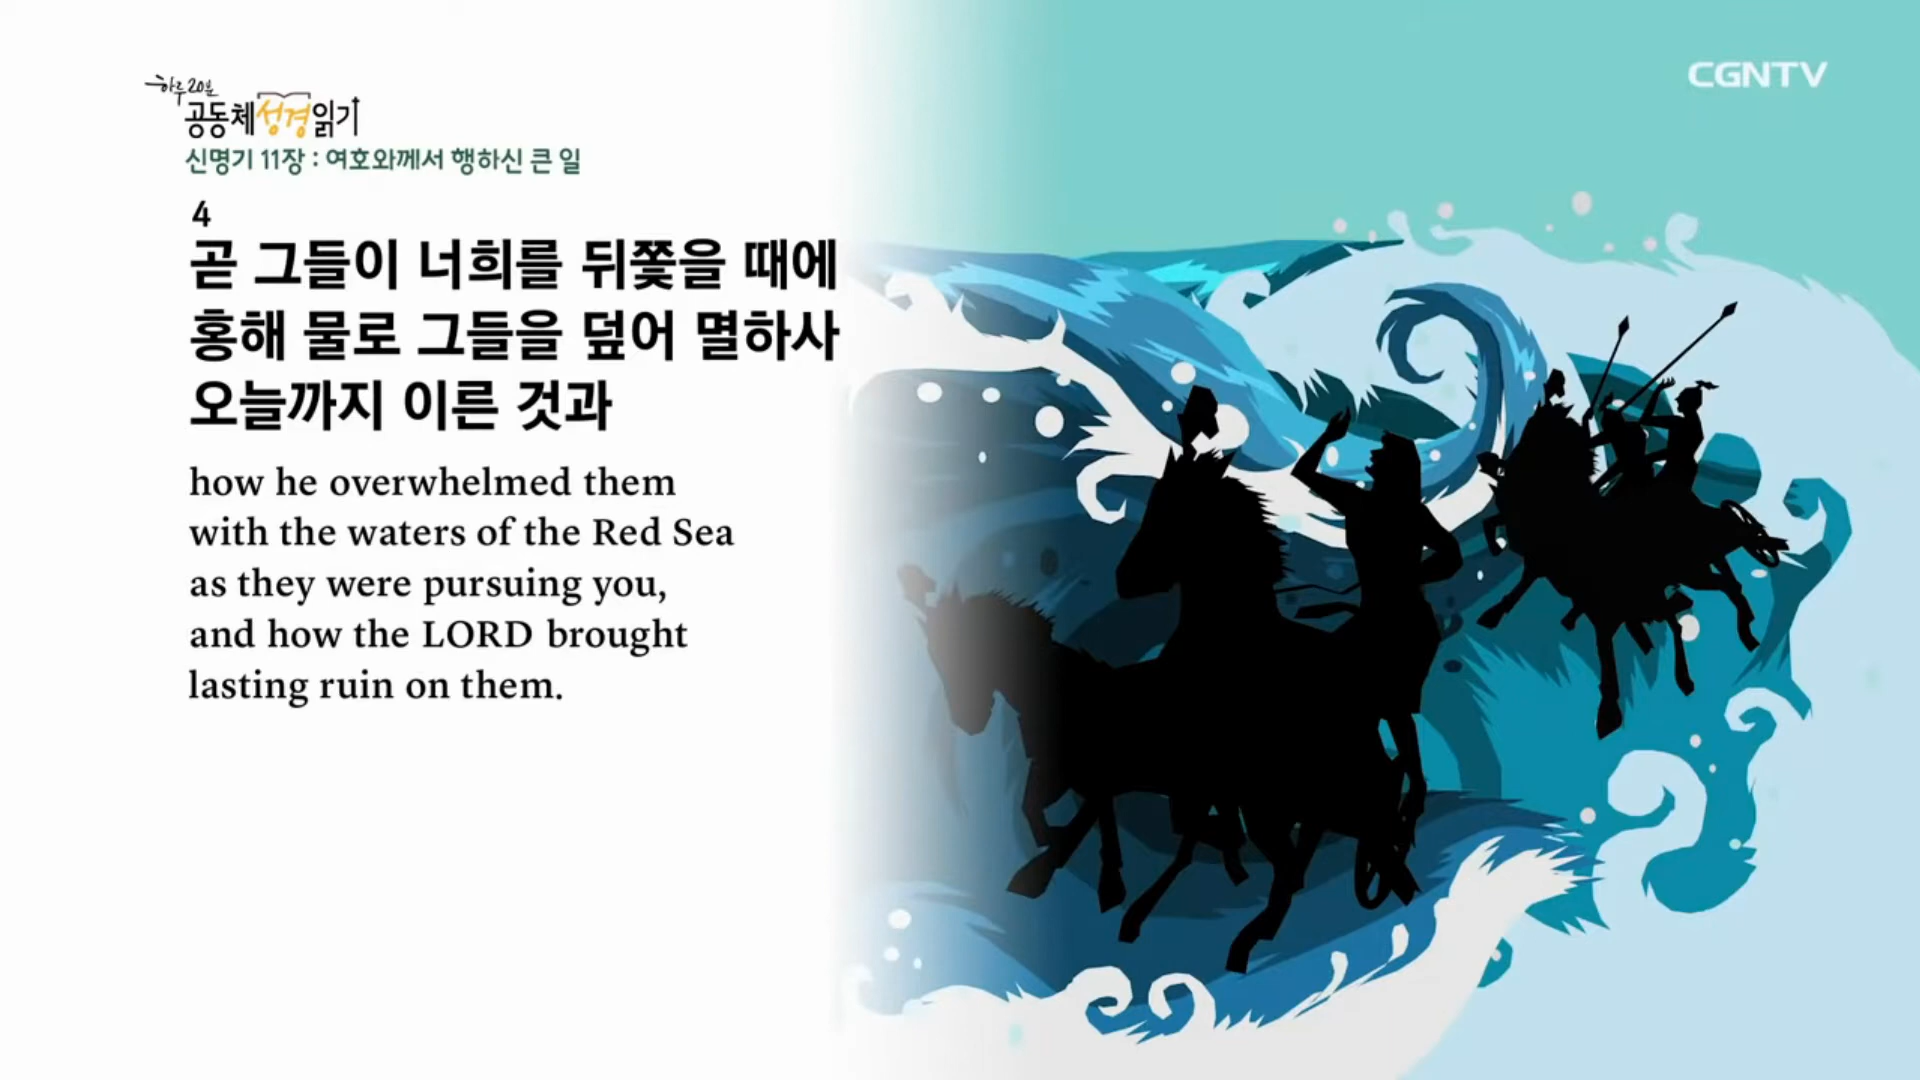 하루 20분
공동체성경읽기
신명기 11장 : 여호와께서 행하신 큰 일
CGNTV
4
곧 그들이 너희를 뒤쫓을 때에
홍해 물로 그들을 덮어 멸하사
오늘까지 이른 것과
how he overwhelmed them
with the waters of the Red Sea
as they were pursuing you,
and how the LORD brought
lasting ruin on them.